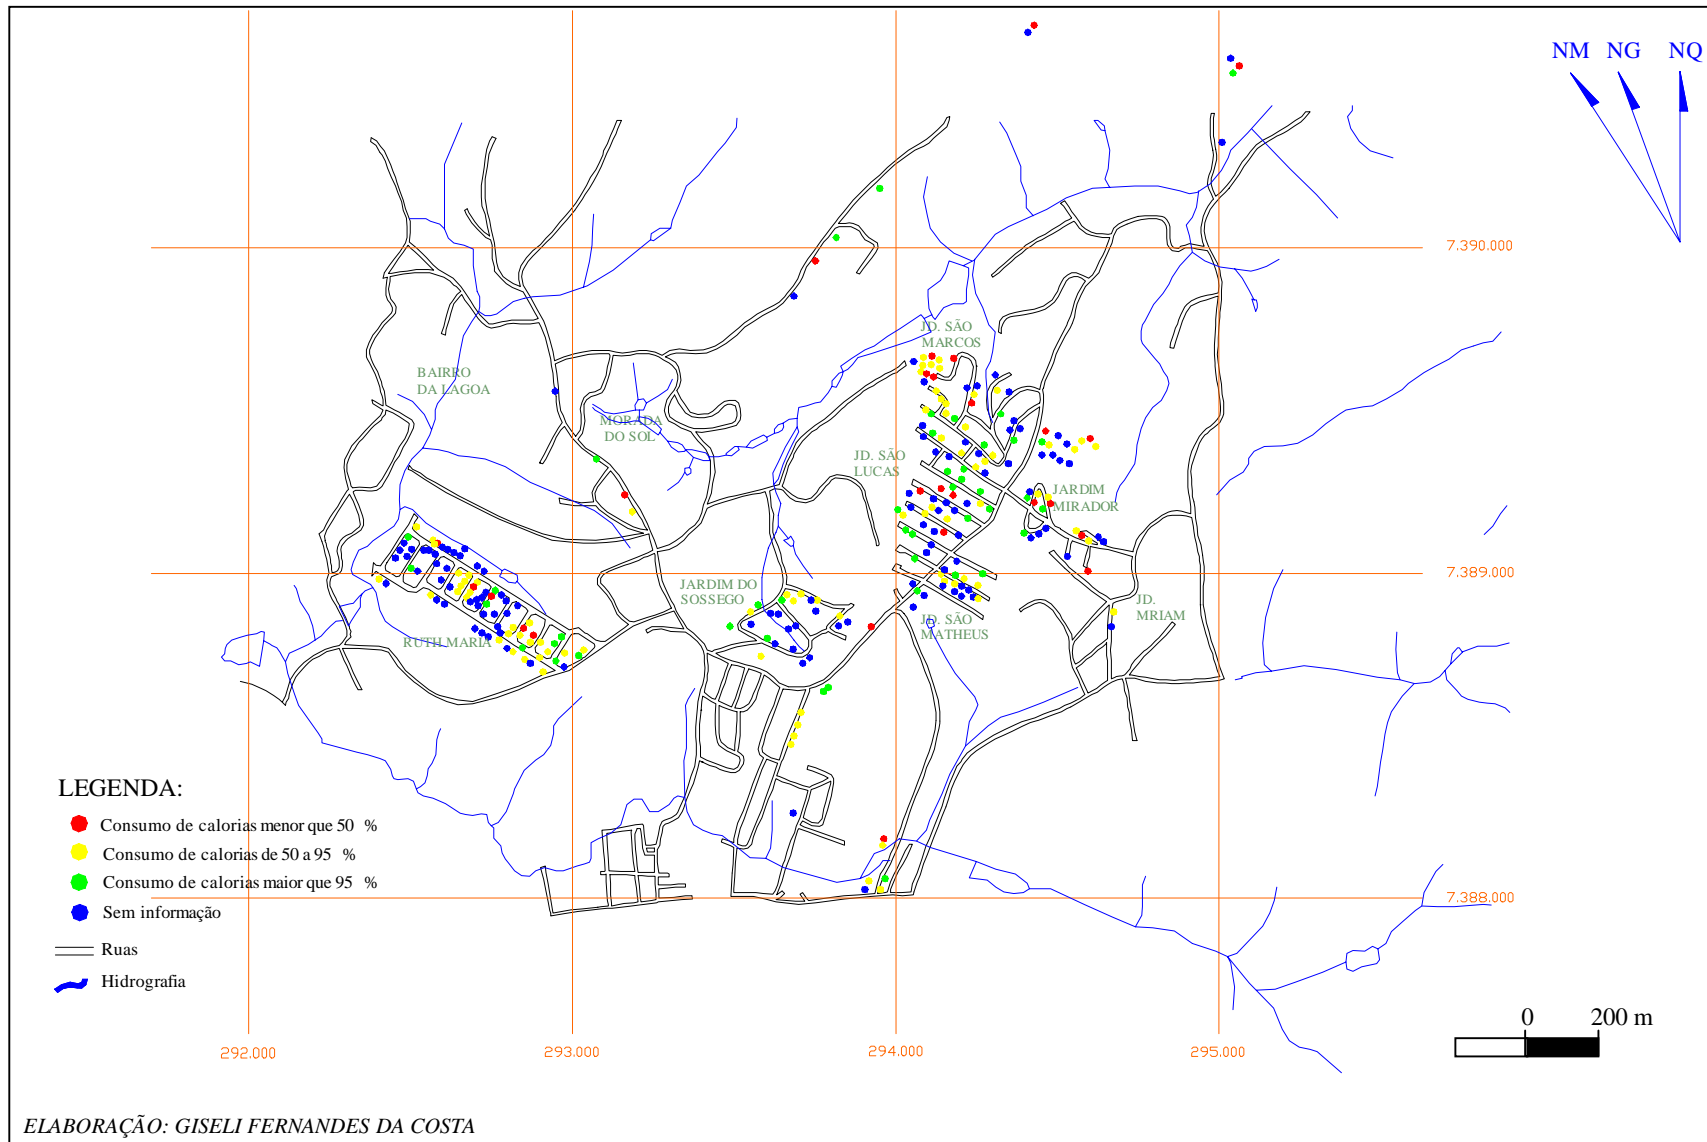 NM NG NQ
7.390.000
JD. SÃO
MARCOS
BAIRRO
DA LAGOA
MORADA
DO SOL
JD. SÃO
LUCAS
JARDIM
MIRADOR
7.389.000
JARDIM DO
SOSSEGO
JD.
MRIAM
JD. SÃO
MATHEUS
RUTH MARIA
LEGENDA:
Consumo de calorias menor que 50 %
Consumo de calorias de 50 a 95 %
Consumo de calorias maior que 95 %
Sem informação
Ruas
Hidrografia
7.388.000
0 200 m
292.000 293.000 294.000 295.000
ELABORAÇÃO: GISELI FERNANDES DA COSTA